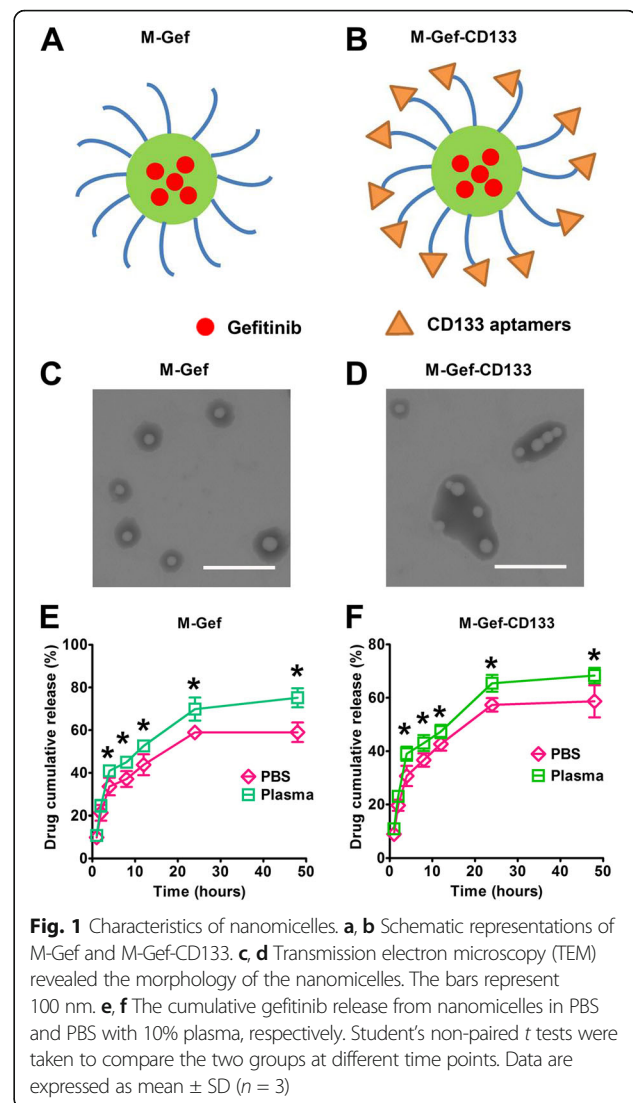 A
M-Gef
B
M-Gef-CD133
Gefitinib
CD133 aptamers
C
M-Gef
D
M-Gef-CD133
E
M-Gef
Drug cumulative release (%)
100
80
60
40
20
0
* * * * *
PBS
Plasma
0 10 20 30 40 50
Time (hours)
F
M-Gef-CD133
Drug cumulative release (%)
80
60
40
20
0
* * * * *
PBS
Plasma
0 10 20 30 40 50
Time (hours)
Fig. 1 Characteristics of nanomicelles. a, b Schematic representations of
M-Gef and M-Gef-CD133. c, d Transmission electron microscopy (TEM)
revealed the morphology of the nanomicelles. The bars represent
100 nm. e, f The cumulative gefitinib release from nanomicelles in PBS
and PBS with 10% plasma, respectively. Student’s non-paired t tests were
taken to compare the two groups at different time points. Data are
expressed as mean ± SD (n = 3)